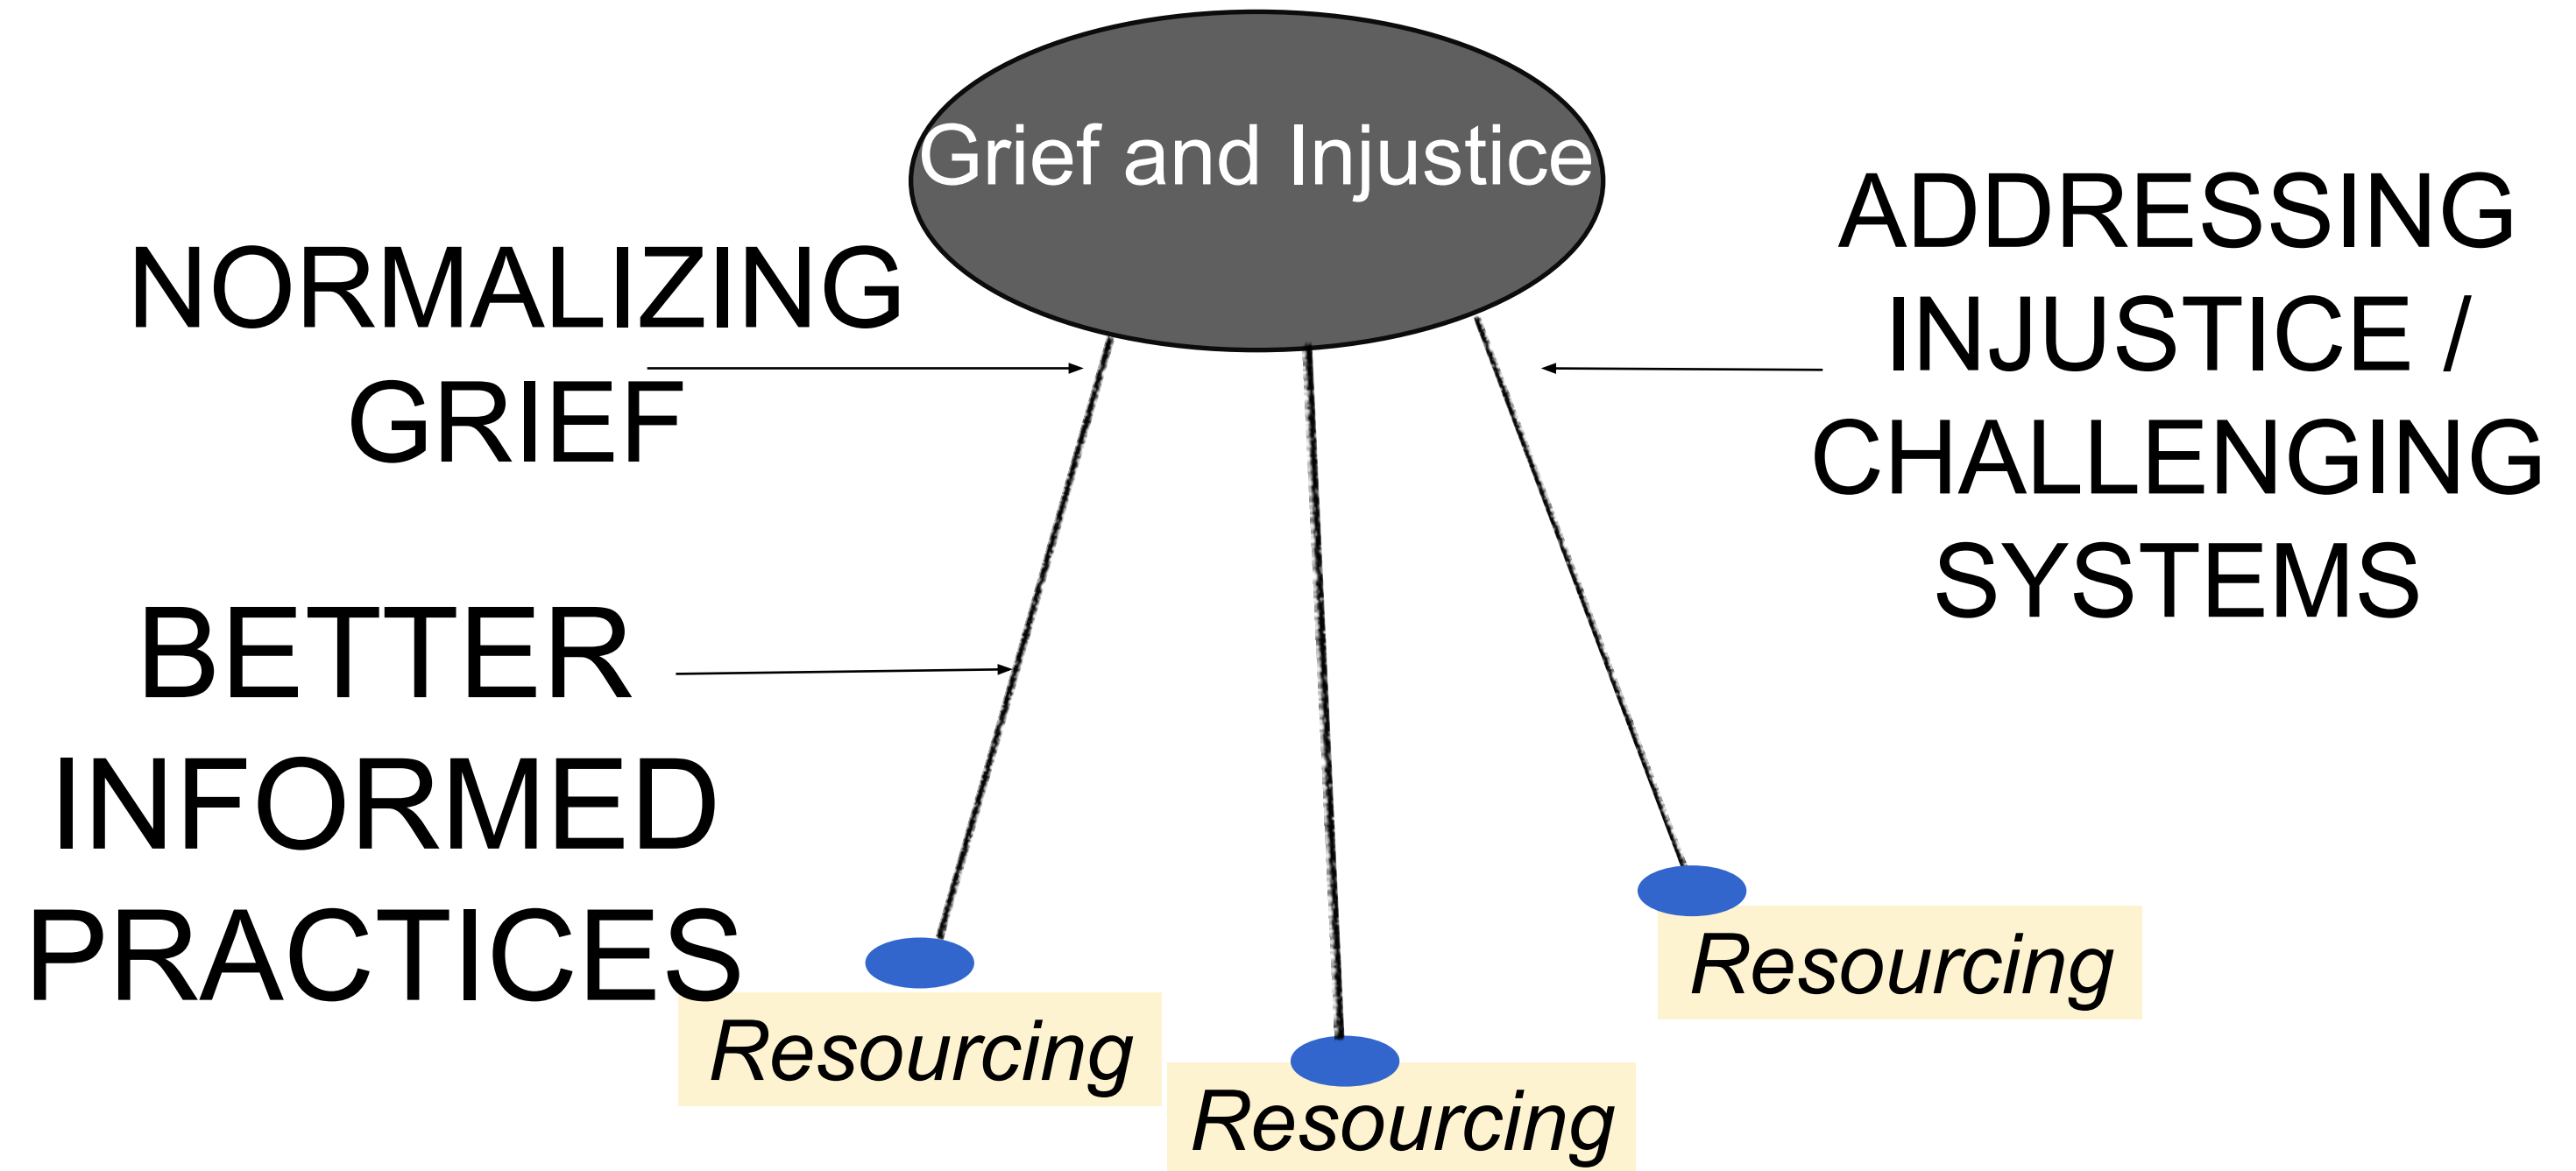 Grief and Injustice
NORMALIZING
GRIEF
ADDRESSING
INJUSTICE /
CHALLENGING
SYSTEMS
BETTER
INFORMED
PRACTICES
Resourcing
Resourcing
Resourcing